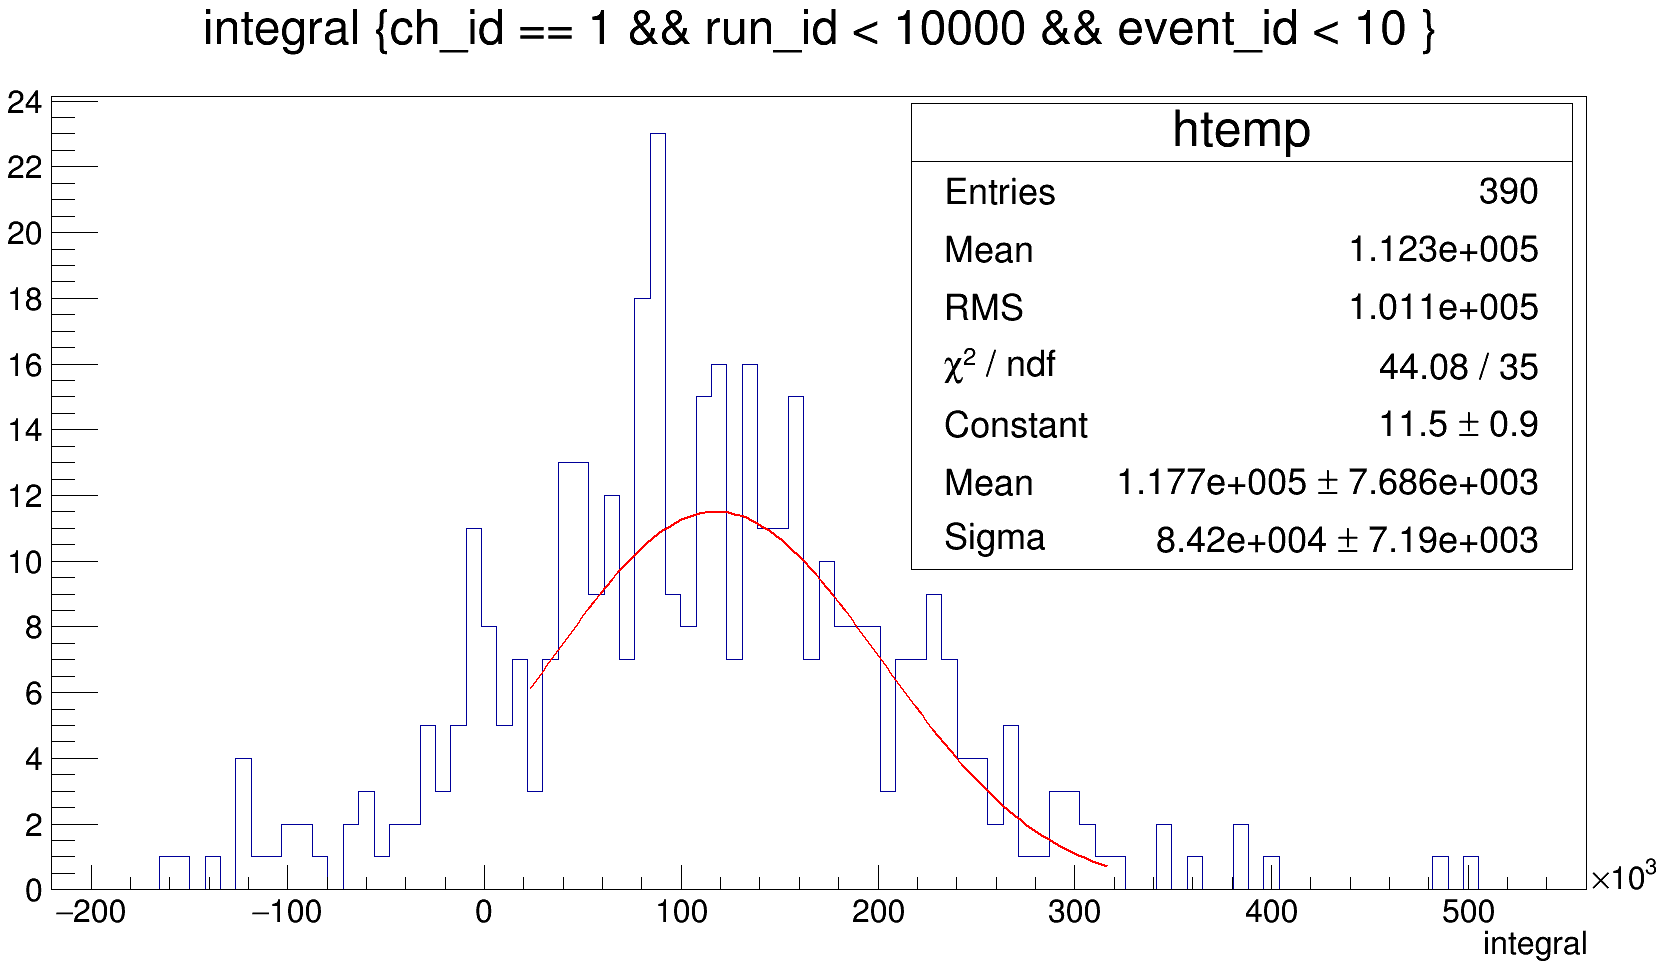 integral {ch_id == 1 && run_id < 10000 && event_id < 10 }
htemp
Entries 390
Mean 1.123e+005
RMS 1.011e+005
χ² / ndf 44.08 / 35
Constant 11.5 ± 0.9
Mean 1.177e+005 ± 7.686e+003
Sigma 8.42e+004 ± 7.19e+003
24
22
20
18
16
14
12
10
8
6
4
2
0
−200 −100 0 100 200 300 400 500 ×10³
integral